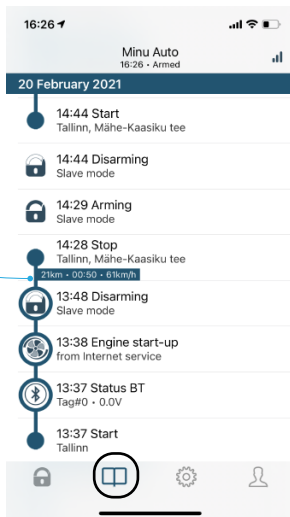 16:26
Minu Auto
16:26 • Armed
20 February 2021
14:44 Start
Tallinn, Mähe-Kaasiku tee
14:44 Disarming
Slave mode
14:29 Arming
Slave mode
14:28 Stop
Tallinn, Mähe-Kaasiku tee
21km • 00:50 • 61km/h
13:48 Disarming
Slave mode
13:38 Engine start-up
from Internet service
13:37 Status BT
Tag#0 • 0.0V
13:37 Start
Tallinn